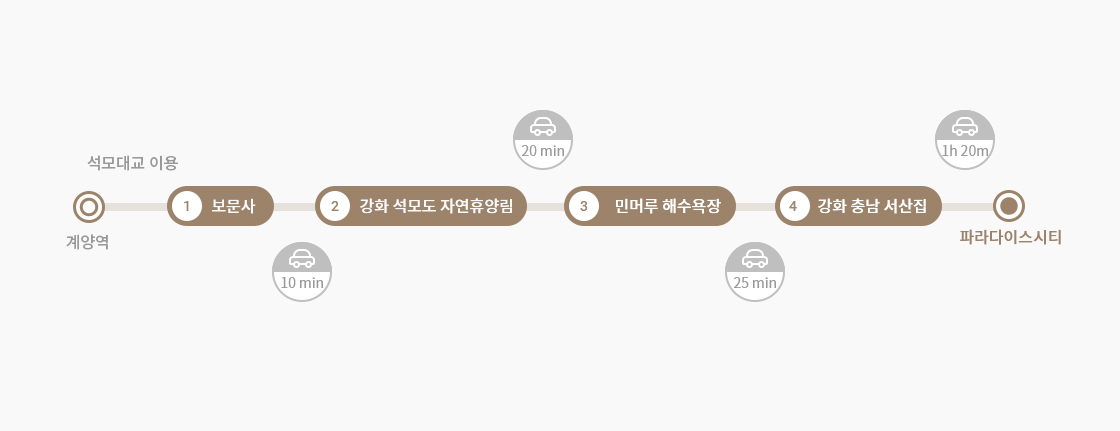 석모대교 이용
계양역
1 보문사
10 min
2 강화 석모도 자연휴양림
20 min
3 민머루 해수욕장
25 min
4 강화 충남 서산집
1h 20m
파라다이스시티